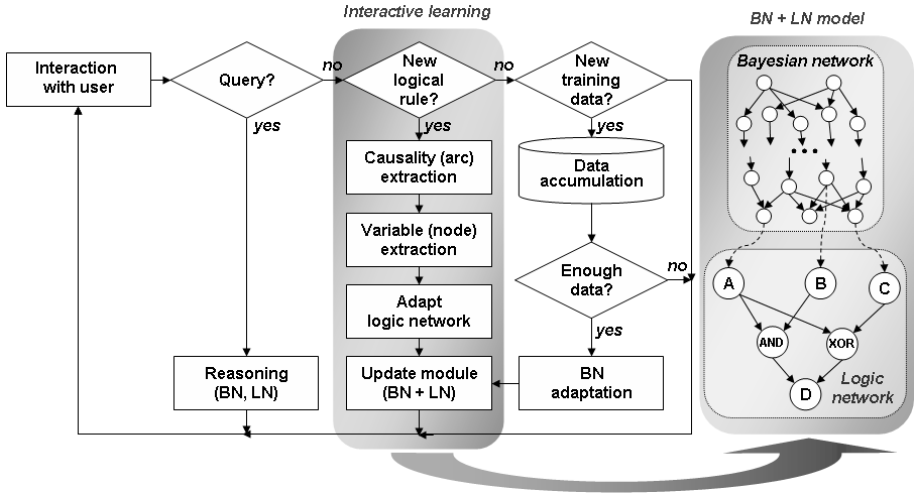 Interactive learning
BN + LN model
Interaction
with user
Query?
no
New
logical
rule?
no
New
training
data?
Bayesian network
yes
yes
yes
Causality (arc)
extraction
Data
accumulation
Variable (node)
extraction
Enough
data?
no
Adapt
logic network
yes
Reasoning
(BN, LN)
Update module
(BN + LN)
BN
adaptation
A
B
C
AND
XOR
D
Logic
network